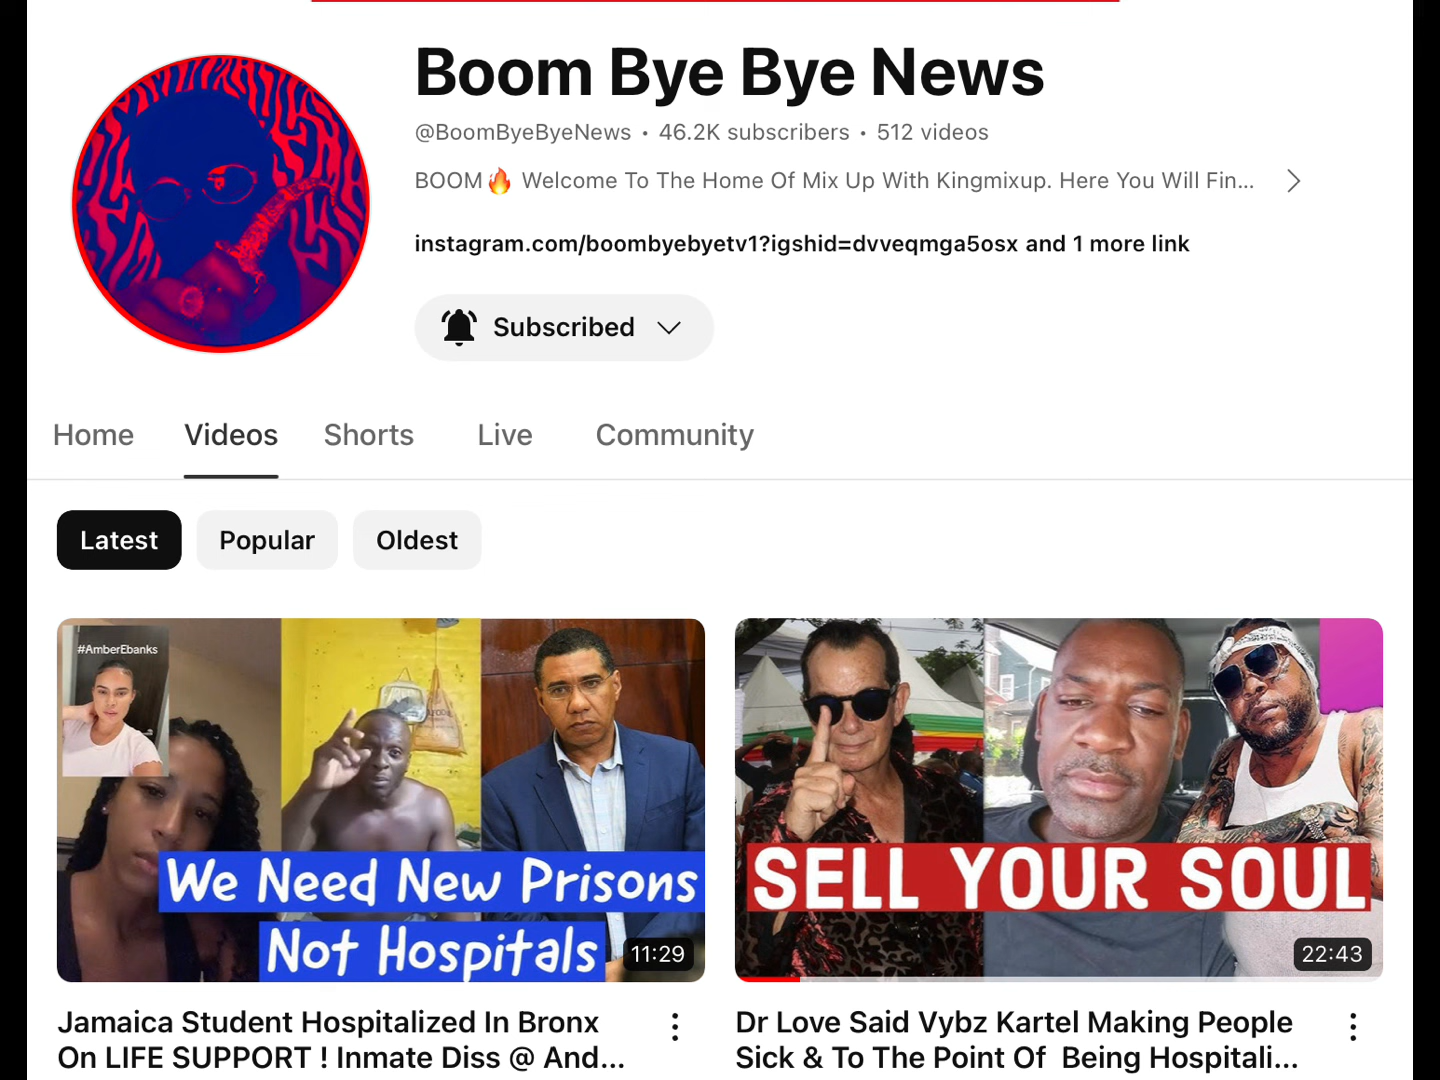 Boom Bye Bye News
@BoomByeByeNews • 46.2K subscribers • 512 videos
BOOM🔥 Welcome To The Home Of Mix Up With Kingmixup. Here You Will Fin...
instagram.com/boombyebyetv1?igshid=dvveqmga5osx and 1 more link
Subscribed
Home Videos Shorts Live Community
Latest Popular Oldest
#AmberEbanks
We Need New Prisons
Not Hospitals
11:29
SELL YOUR SOUL
22:43
Jamaica Student Hospitalized In Bronx
On LIFE SUPPORT ! Inmate Diss @ And...
Dr Love Said Vybz Kartel Making People
Sick & To The Point Of Being Hospitali...